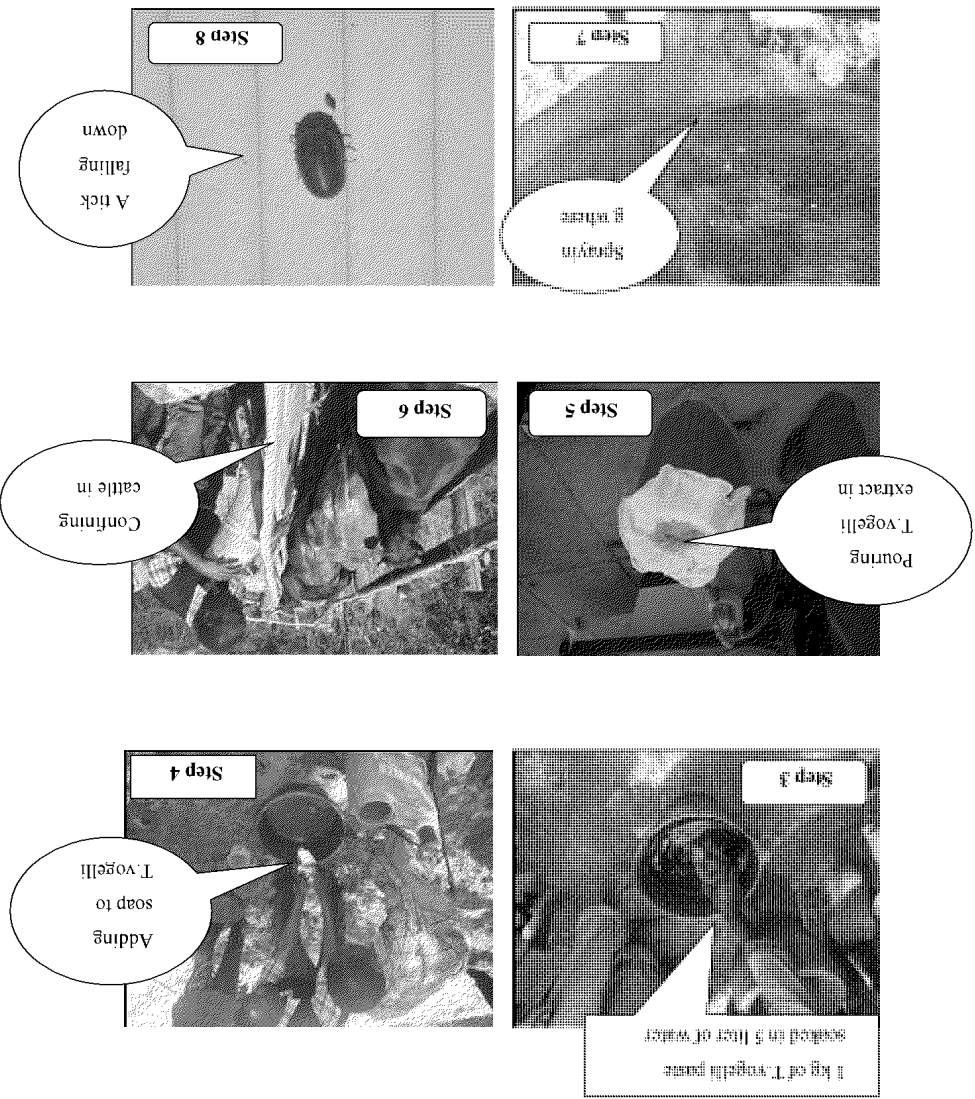 1 kg of T.vogelli paste
soaked in 5 liter of water
Step 3
Adding
soap to
T.vogelli
Step 4
Pouring
T.vogelli
extract in
Step 5
Confining
cattle in
Step 6
Sprayin
g where
Step 7
A tick
falling
down
Step 8